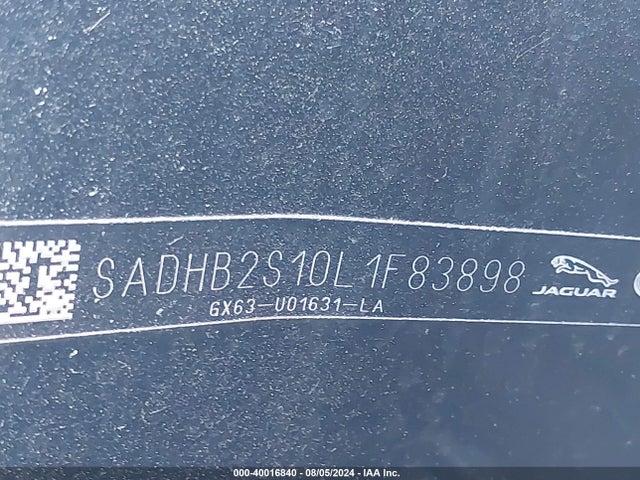 SADHB2S10L1F83898
JAGUAR
GX63-U01631-LA
000-40016840 - 08/05/2024 - IAA Inc.